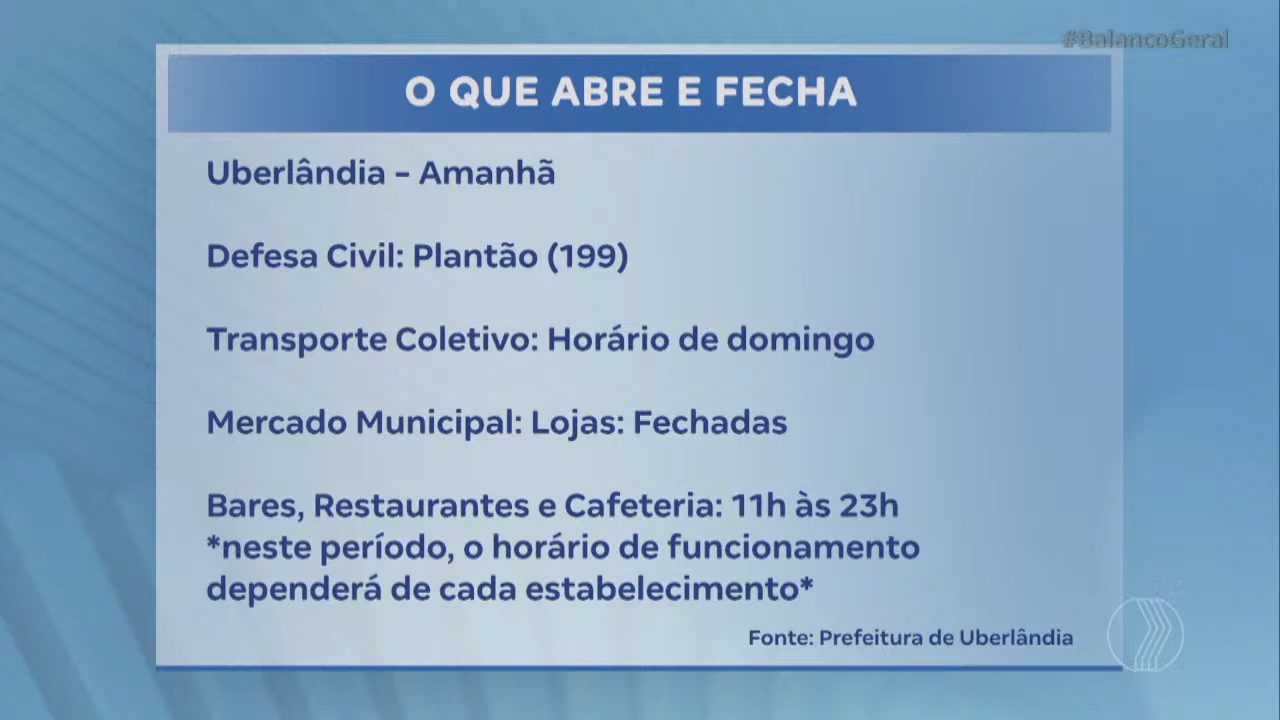 #BalancoGeral
O QUE ABRE E FECHA
Uberlândia - Amanhã
Defesa Civil: Plantão (199)
Transporte Coletivo: Horário de domingo
Mercado Municipal: Lojas: Fechadas
Bares, Restaurantes e Cafeteria: 11h às 23h
*neste período, o horário de funcionamento
dependerá de cada estabelecimento*
Fonte: Prefeitura de Uberlândia